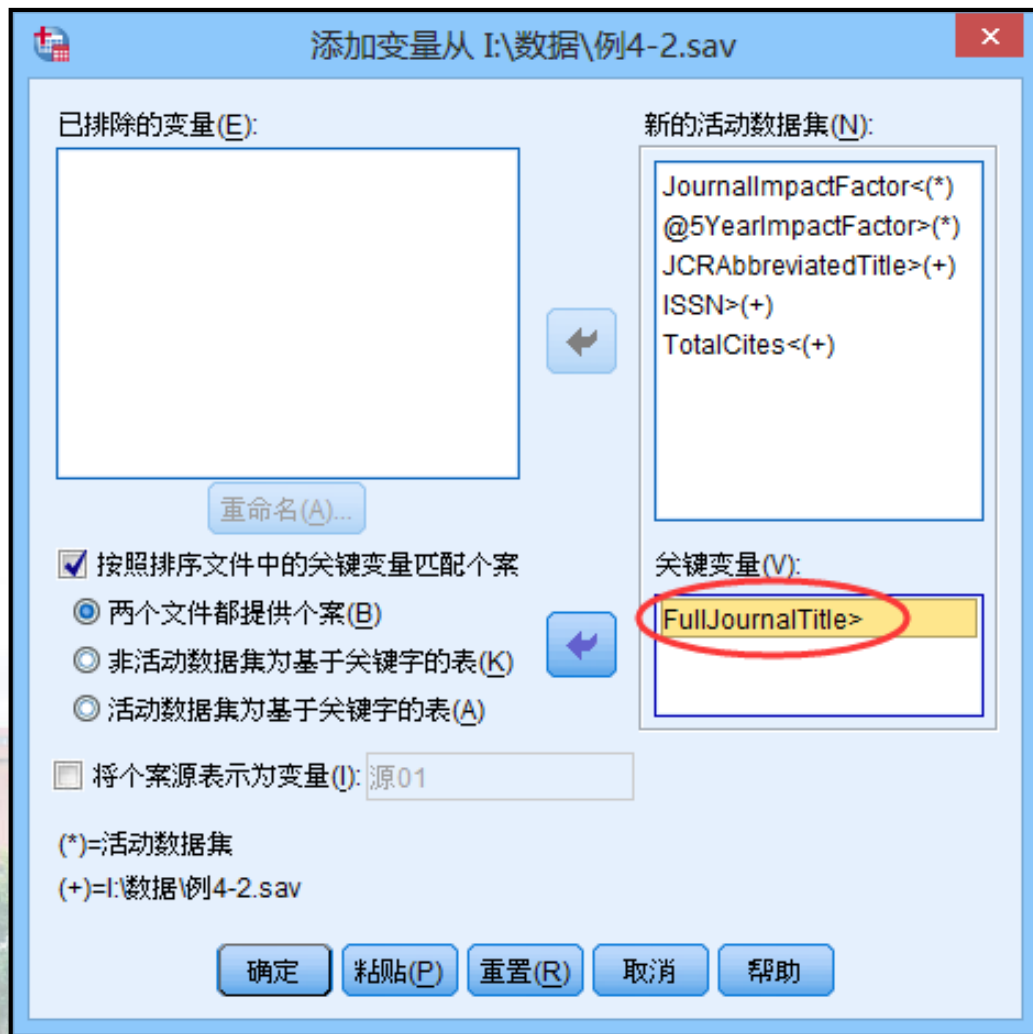 添加变量从 I:\数据\例4-2.sav
已排除的变量(E):
新的活动数据集(N):
JournalImpactFactor<(*)
@5YearImpactFactor>(*)
JCRAbbreviatedTitle>(+)
ISSN>(+)
TotalCites<(+)
重命名(A)...
按照排序文件中的关键变量匹配个案
两个文件都提供个案(B)
非活动数据集为基于关键字的表(K)
活动数据集为基于关键字的表(A)
关键变量(V):
FullJournalTitle>
将个案源表示为变量(I): 源01
(*)=活动数据集
(+)=I:\数据\例4-2.sav
确定 粘贴(P) 重置(R) 取消 帮助